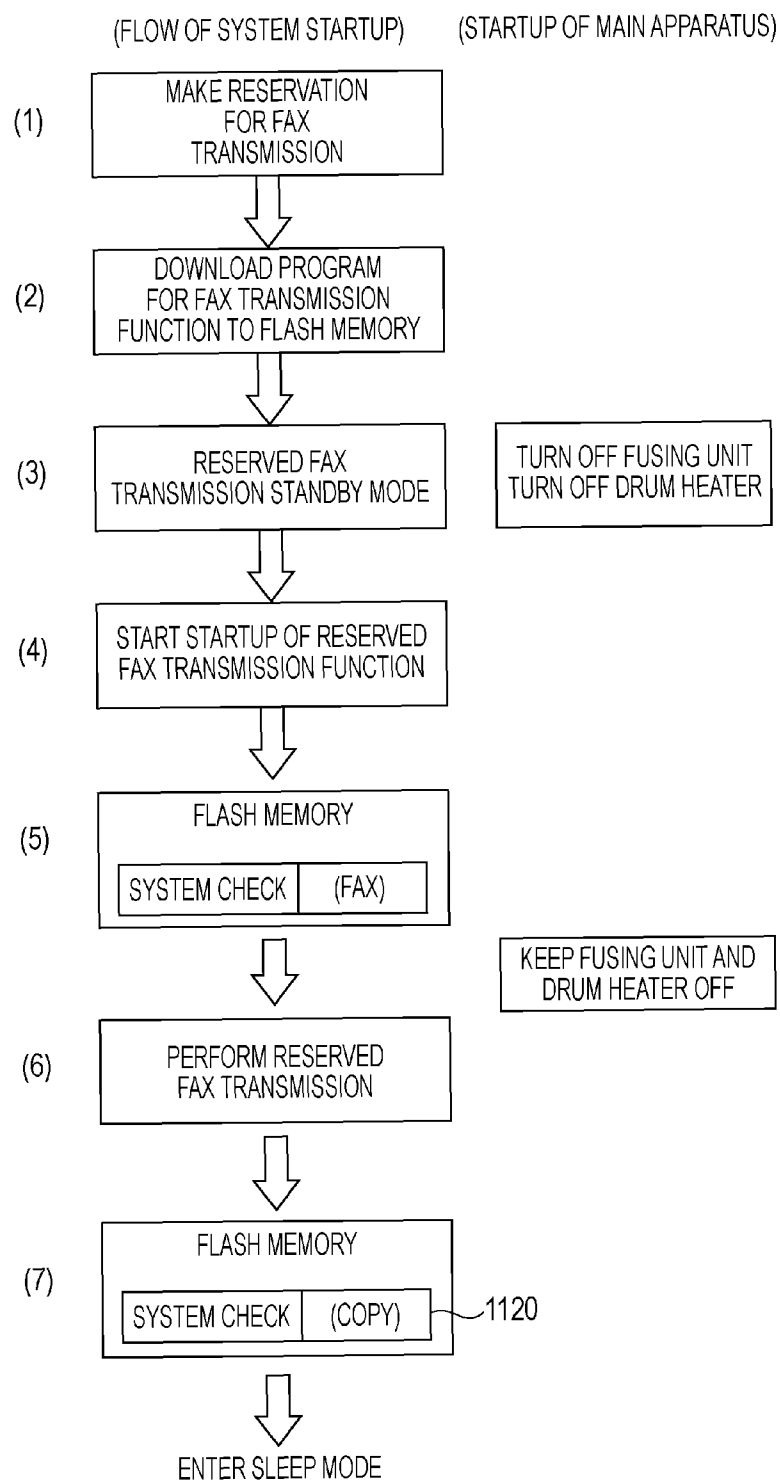 (FLOW OF SYSTEM STARTUP) (STARTUP OF MAIN APPARATUS)
(1)
MAKE RESERVATION
FOR FAX
TRANSMISSION
(2)
DOWNLOAD PROGRAM
FOR FAX TRANSMISSION
FUNCTION TO FLASH MEMORY
(3)
RESERVED FAX
TRANSMISSION STANDBY MODE
TURN OFF FUSING UNIT
TURN OFF DRUM HEATER
(4)
START STARTUP OF RESERVED
FAX TRANSMISSION FUNCTION
(5)
FLASH MEMORY
SYSTEM CHECK (FAX)
KEEP FUSING UNIT AND
DRUM HEATER OFF
(6)
PERFORM RESERVED
FAX TRANSMISSION
(7)
FLASH MEMORY
SYSTEM CHECK (COPY) 1120
ENTER SLEEP MODE